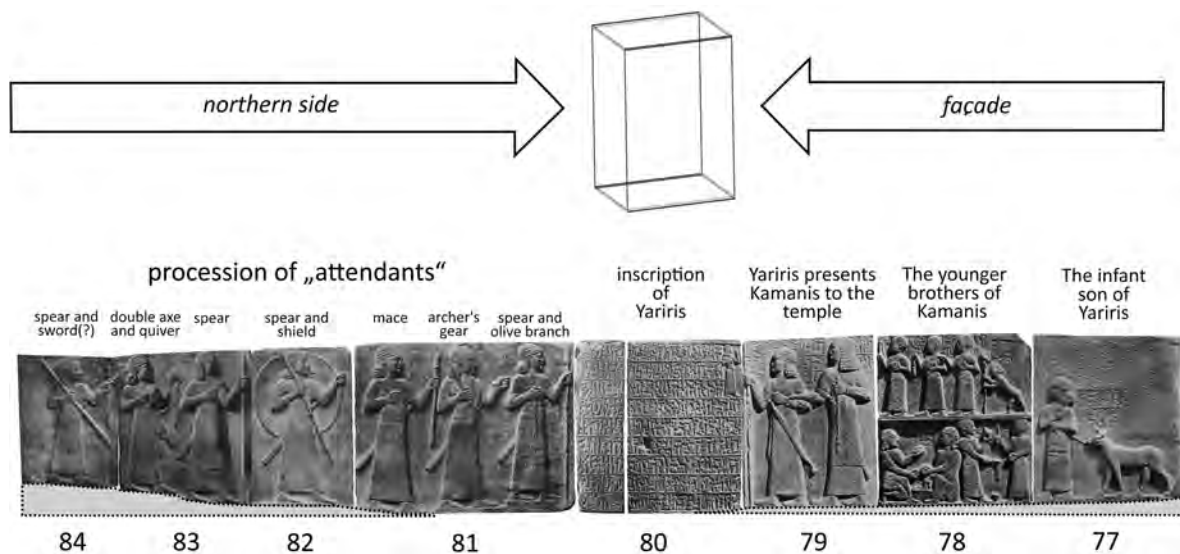 northern side
façade
procession of „attendants“
spear and
sword(?)
double axe
and quiver
spear
spear and
shield
mace
archer's
gear
spear and
olive branch
inscription
of
Yariris
Yariris presents
Kamanis to the
temple
The younger
brothers of
Kamanis
The infant
son of
Yariris
84
83
82
81
80
79
78
77